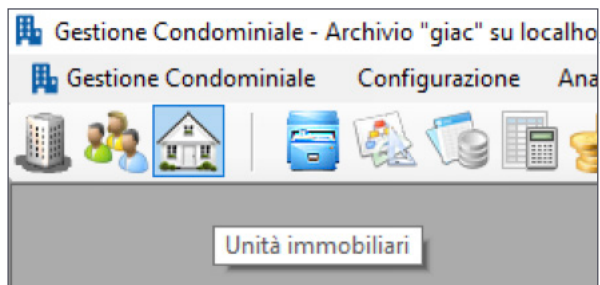 Gestione Condominiale - Archivio "giac" su localho
Gestione Condominiale Configurazione Ana
Unità immobiliari